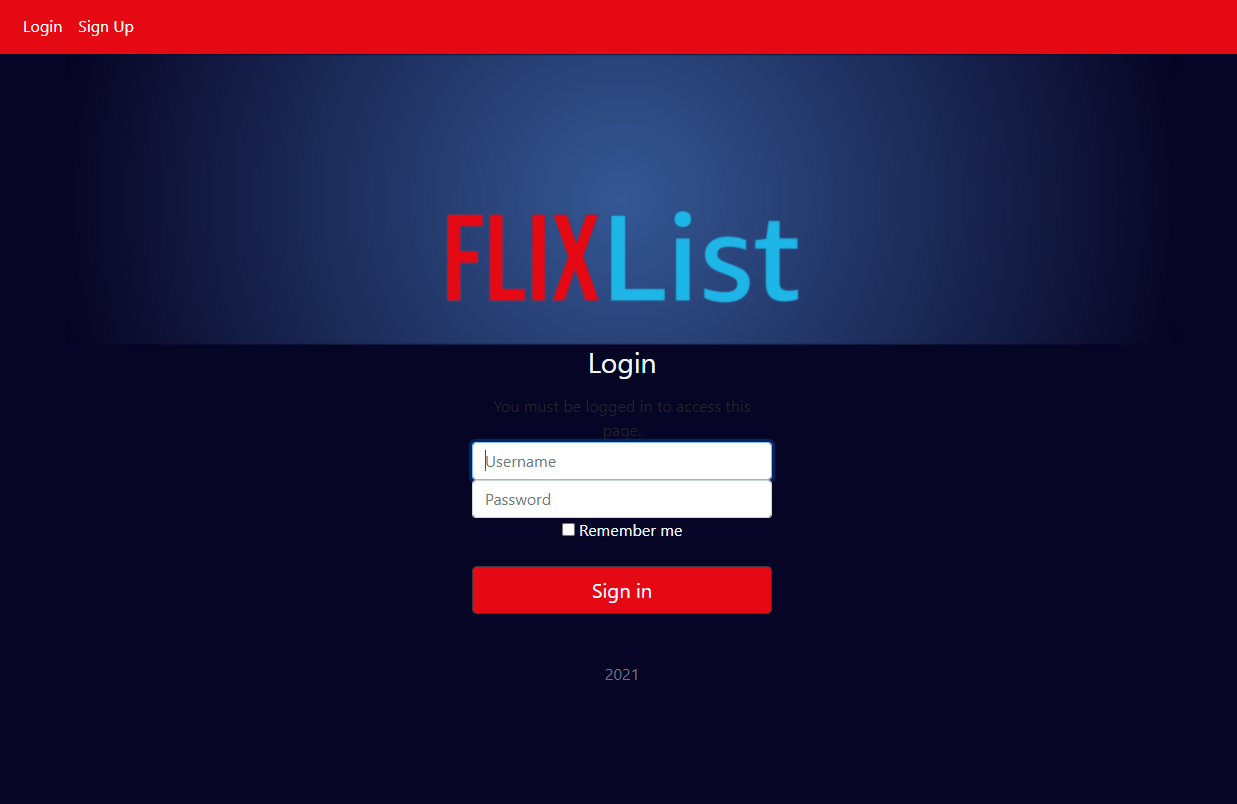 Login Sign Up
FLIXList
Login
You must be logged in to access this
page.
Username
Password
Remember me
Sign in
2021